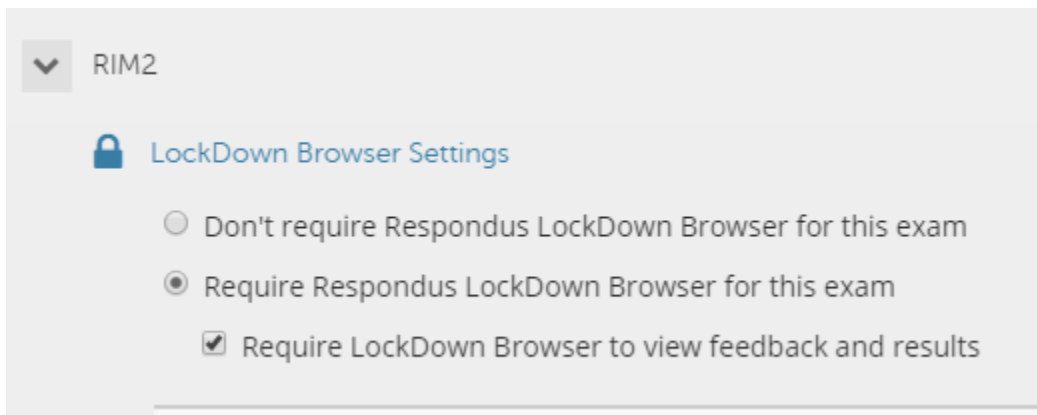 RIM2
LockDown Browser Settings
Don't require Respondus LockDown Browser for this exam
Require Respondus LockDown Browser for this exam
Require LockDown Browser to view feedback and results